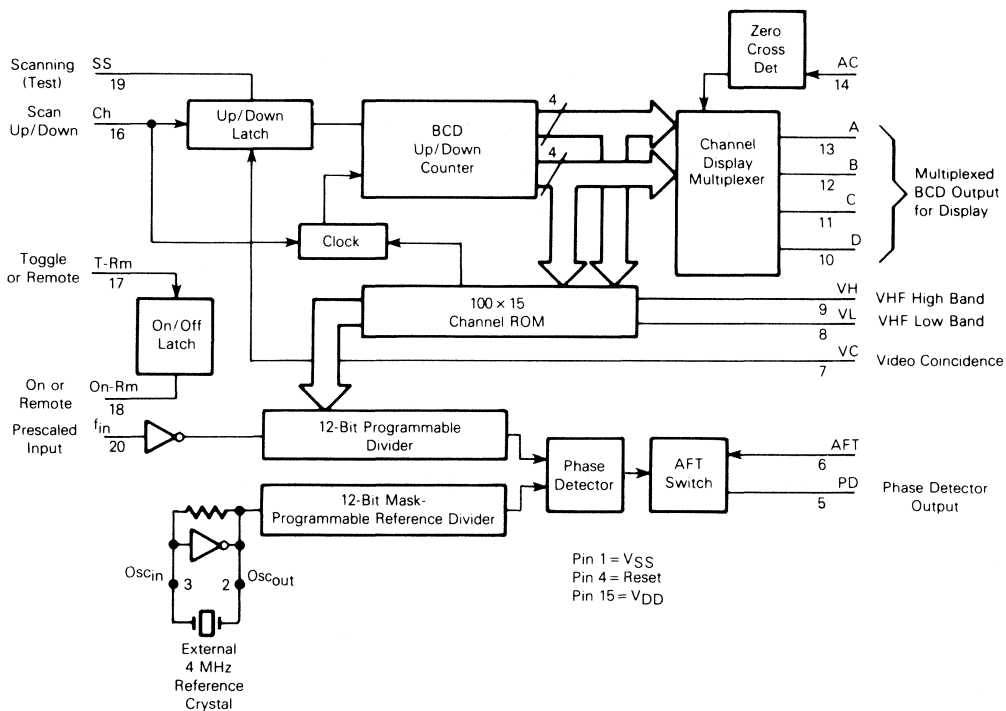 Zero
Cross
Det
AC
14
Scanning
(Test)
SS
19
Scan
Up/Down
Ch
16
Up/Down
Latch
BCD
Up/Down
Counter
4
4
Channel
Display
Multiplexer
A
13
B
12
C
11
D
10
Multiplexed
BCD Output
for Display
Clock
Toggle
or Remote
T-Rm
17
On/Off
Latch
On or
Remote
On-Rm
18
100 × 15
Channel ROM
VH
9
VHF High Band
VL
8
VHF Low Band
VC
7
Video Coincidence
Prescaled
Input
fin
20
12-Bit Programmable
Divider
12-Bit Mask-
Programmable Reference Divider
Phase
Detector
AFT
Switch
AFT
6
PD
5
Phase Detector
Output
Oscin
3
2
Oscout
External
4 MHz
Reference
Crystal
Pin 1 = VSS
Pin 4 = Reset
Pin 15 = VDD